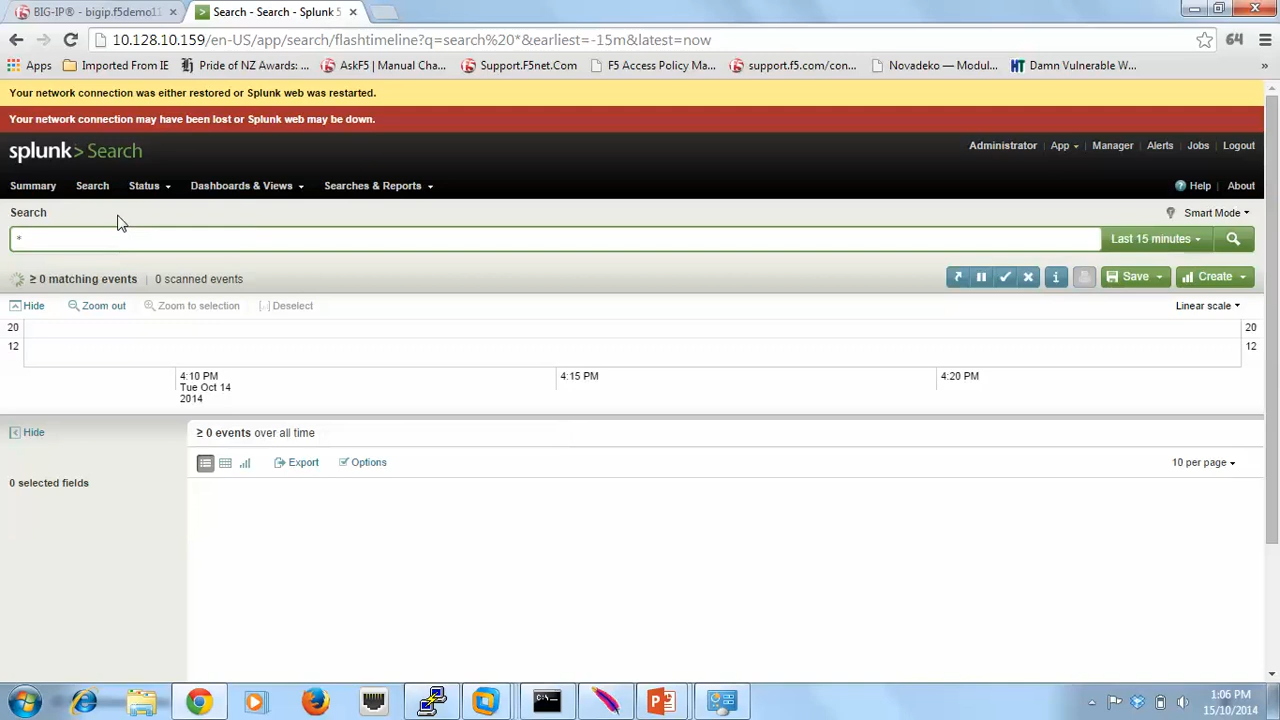 BIG-IP® - bigip.f5demo11
Search - Search - Splunk 5
10.128.10.159/en-US/app/search/flashtimeline?q=search%20*&earliest=-15m&latest=now
64
Apps Imported From IE Pride of NZ Awards: ... AskF5 | Manual Cha... Support.F5net.Com F5 Access Policy Ma... support.f5.com/con... Novadeko — Modul... HT Damn Vulnerable W... »
Your network connection was either restored or Splunk web was restarted.
Your network connection may have been lost or Splunk web may be down.
splunk> Search
Administrator App Manager Alerts Jobs Logout
Summary Search Status Dashboards & Views Searches & Reports Help About
Search Smart Mode
* Last 15 minutes
≥ 0 matching events 0 scanned events Save Create
Hide Zoom out Zoom to selection Deselect Linear scale
20 20
12 12
4:10 PM 4:15 PM 4:20 PM
Tue Oct 14
2014
Hide ≥ 0 events over all time
Export Options 10 per page
0 selected fields
1:06 PM
15/10/2014